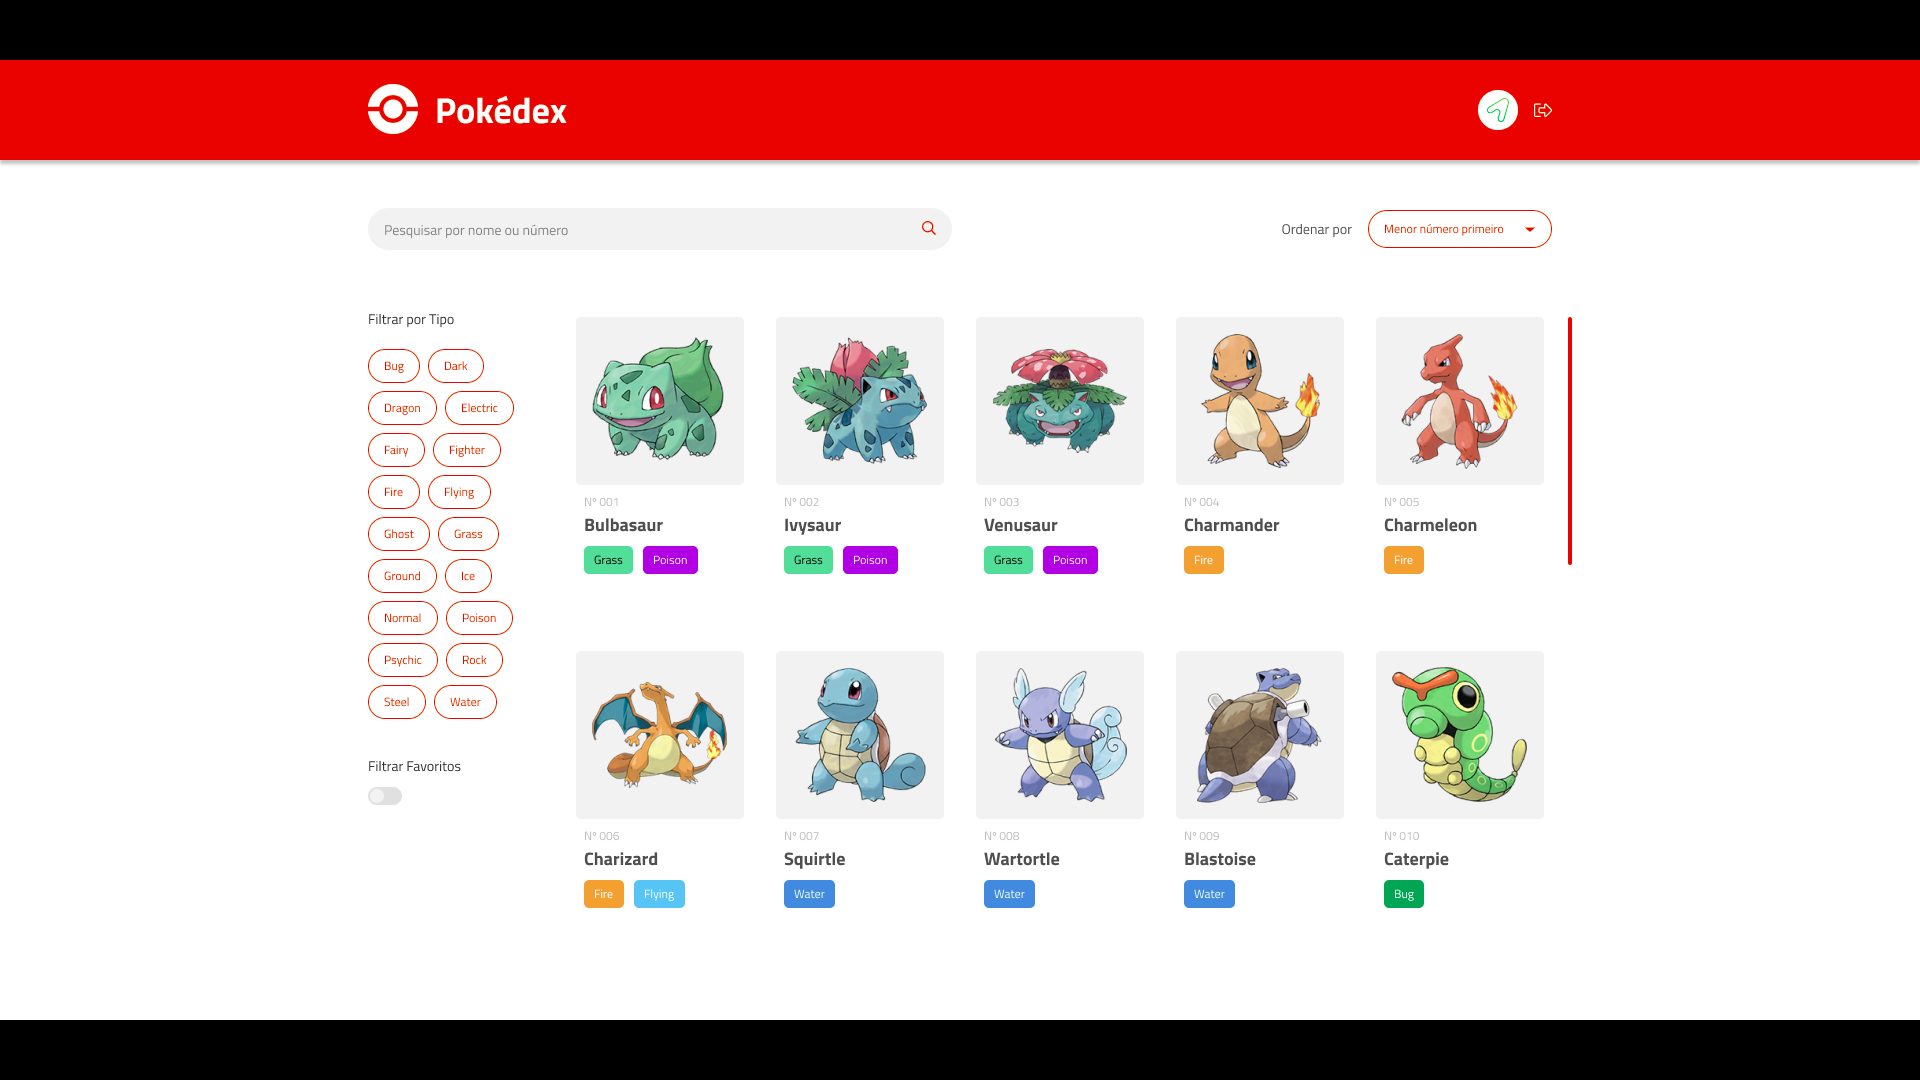 Pokédex
Pesquisar por nome ou número
Ordenar por
Menor número primeiro
Filtrar por Tipo
Bug Dark
Dragon Electric
Fairy Fighter
Fire Flying
Ghost Grass
Ground Ice
Normal Poison
Psychic Rock
Steel Water
Filtrar Favoritos
Nº 001
Bulbasaur
Grass Poison
Nº 002
Ivysaur
Grass Poison
Nº 003
Venusaur
Grass Poison
Nº 004
Charmander
Fire
Nº 005
Charmeleon
Fire
Nº 006
Charizard
Fire Flying
Nº 007
Squirtle
Water
Nº 008
Wartortle
Water
Nº 009
Blastoise
Water
Nº 010
Caterpie
Bug